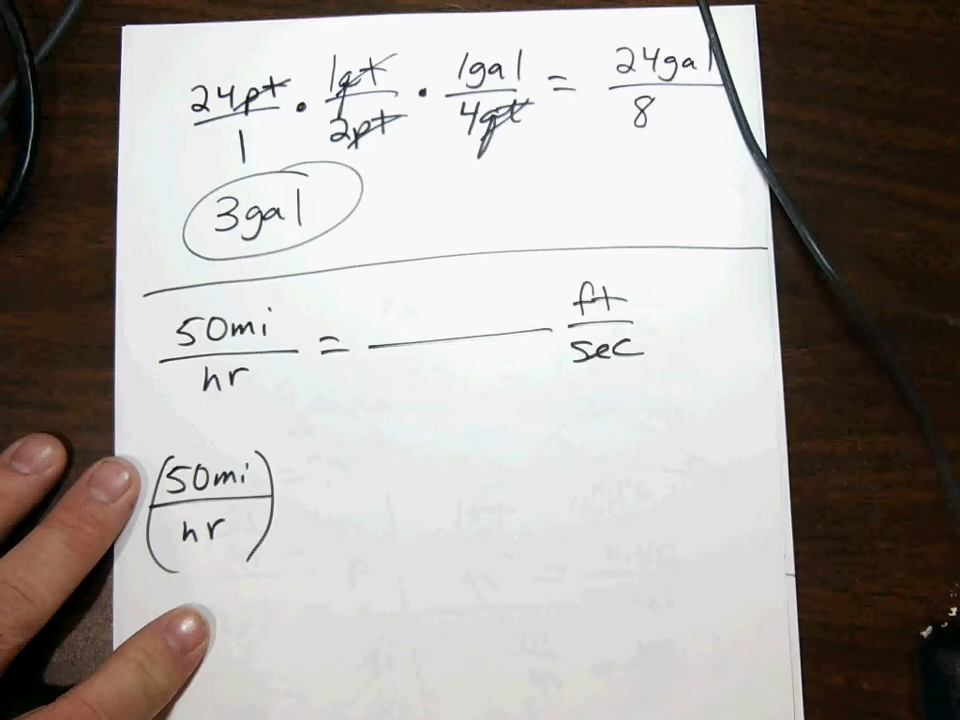 24pt/1 • 1qt/2pt • 1gal/4qt = 24gal/8
3gal
50mi/hr = ______ ft/sec
(50mi/hr)